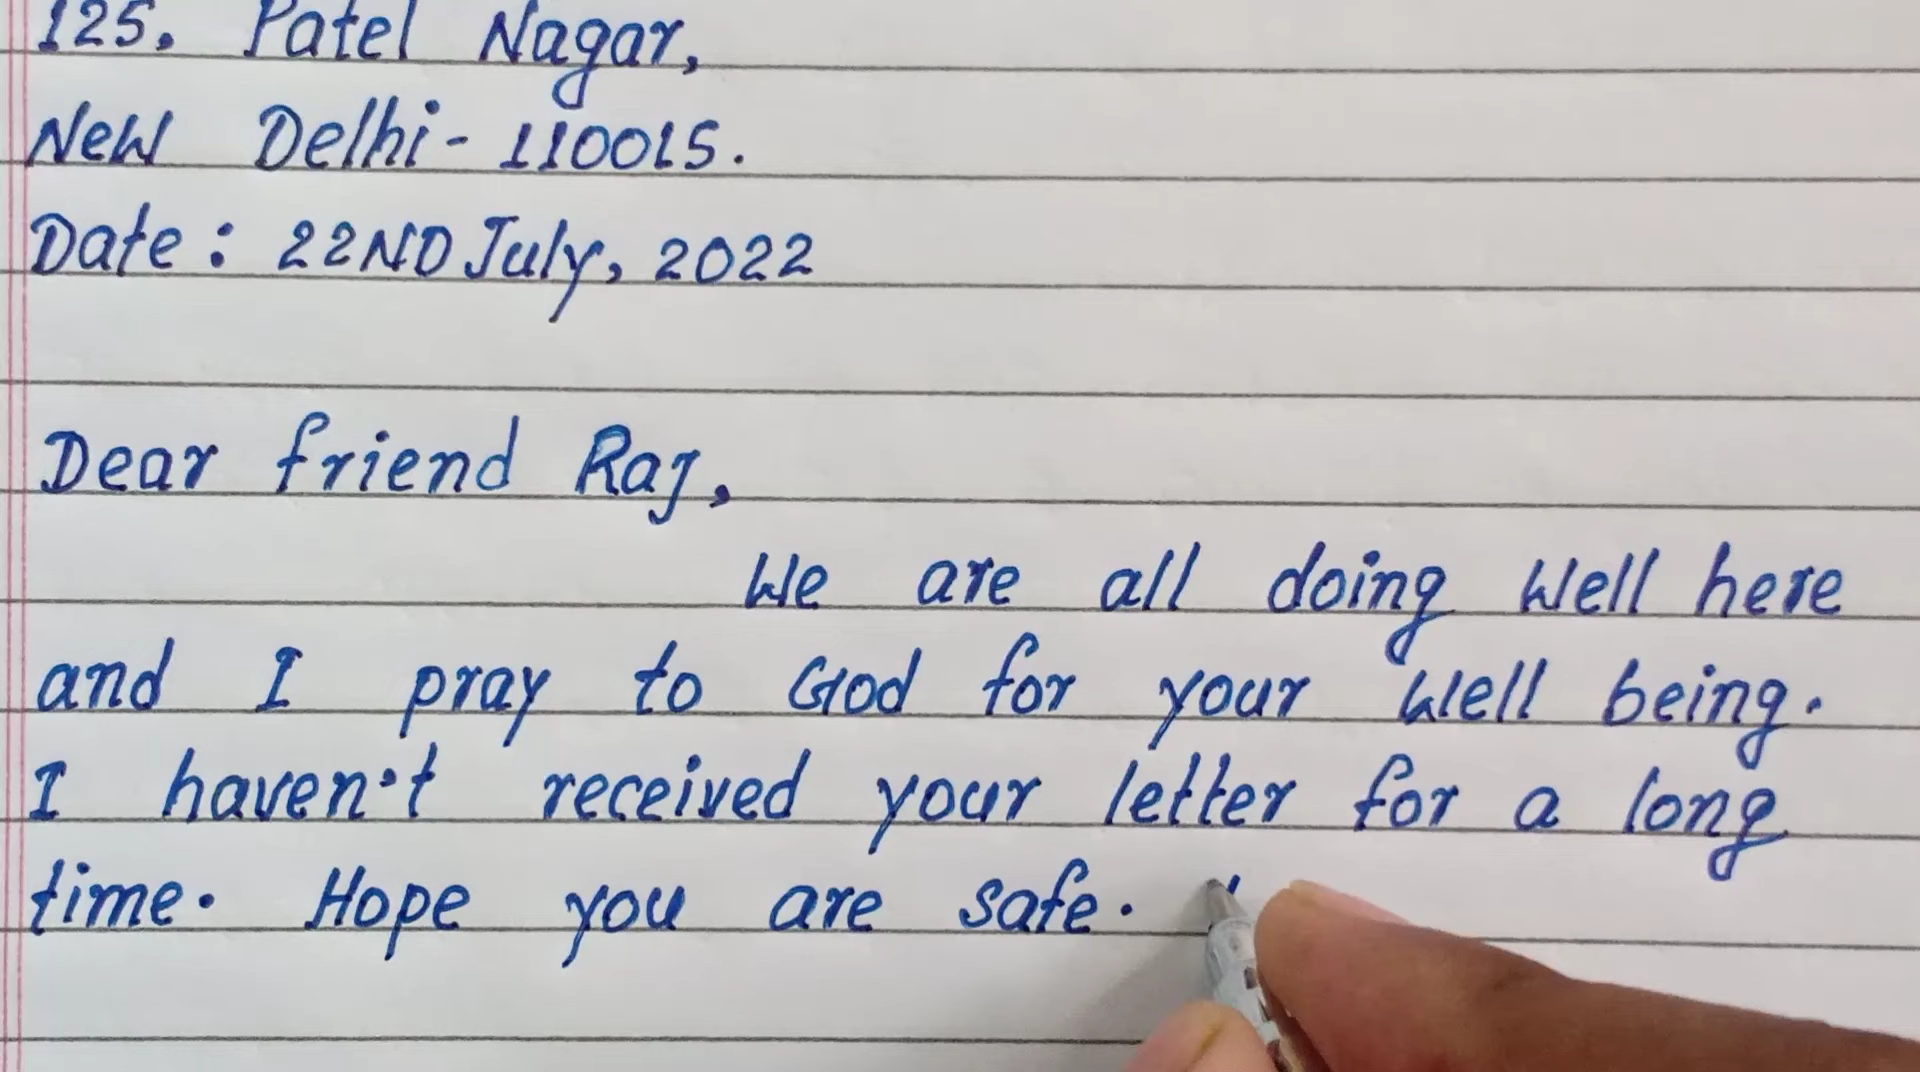 125, Patel Nagar,
New Delhi - 110015.
Date : 22ND July, 2022
Dear friend Raj,
We are all doing well here
and I pray to God for your well being.
I haven't received your letter for a long
time. Hope you are safe.